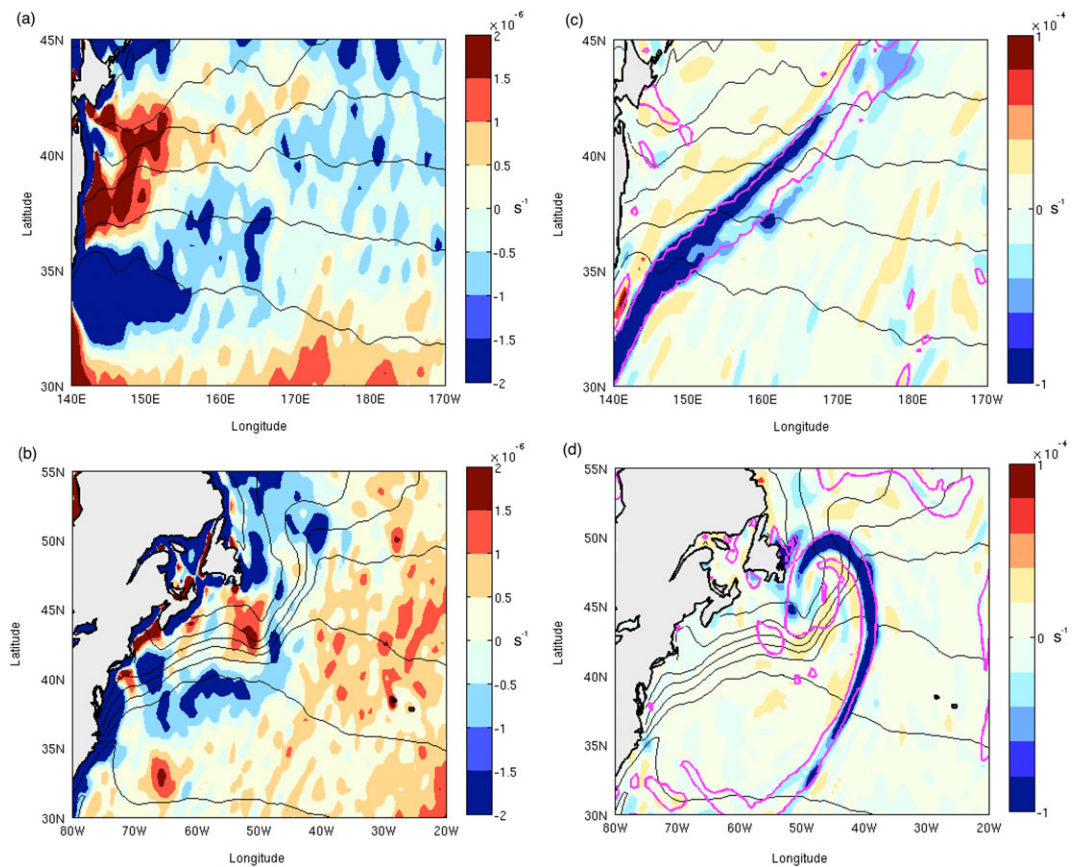 (a)
× 10⁻⁶
45N
40N
35N
30N
Latitude
140E 150E 160E 170E 180W 170W
Longitude
2
1.5
1
0.5
0 s⁻¹
-0.5
-1
-1.5
-2
(c)
× 10⁻⁴
45N
40N
35N
30N
Latitude
140E 150E 160E 170E 180W 170W
Longitude
1
0 s⁻¹
-1
(b)
× 10⁻⁶
55N
50N
45N
40N
35N
30N
Latitude
80W 70W 60W 50W 40W 30W 20W
Longitude
2
1.5
1
0.5
0 s⁻¹
-0.5
-1
-1.5
-2
(d)
× 10⁻⁴
55N
50N
45N
40N
35N
30N
Latitude
80W 70W 60W 50W 40W 30W 20W
Longitude
1
0 s⁻¹
-1